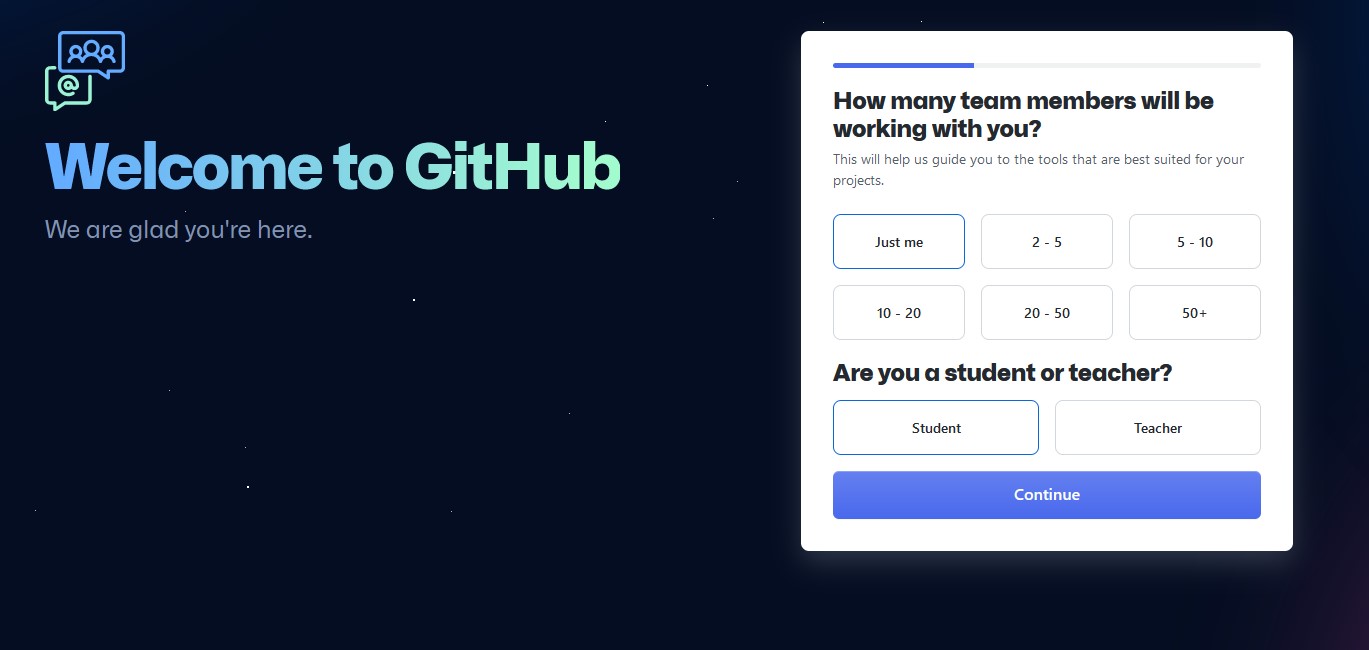 @
Welcome to GitHub
We are glad you're here.
How many team members will be
working with you?
This will help us guide you to the tools that are best suited for your
projects.
Just me
2 - 5
5 - 10
10 - 20
20 - 50
50+
Are you a student or teacher?
Student
Teacher
Continue